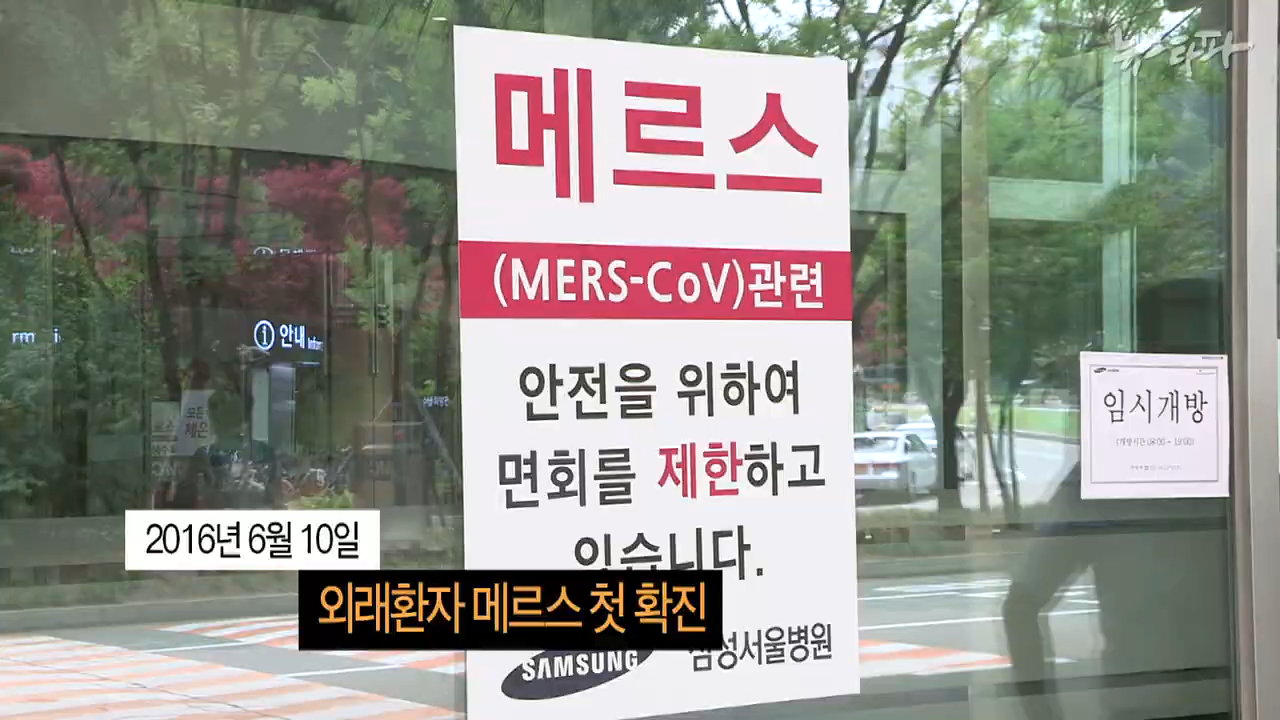 뉴스타파
메르스
(MERS-CoV)관련
안전을 위하여
면회를 제한하고
있습니다.
SAMSUNG 삼성서울병원
안내
임시개방
2016년 6월 10일
외래환자 메르스 첫 확진